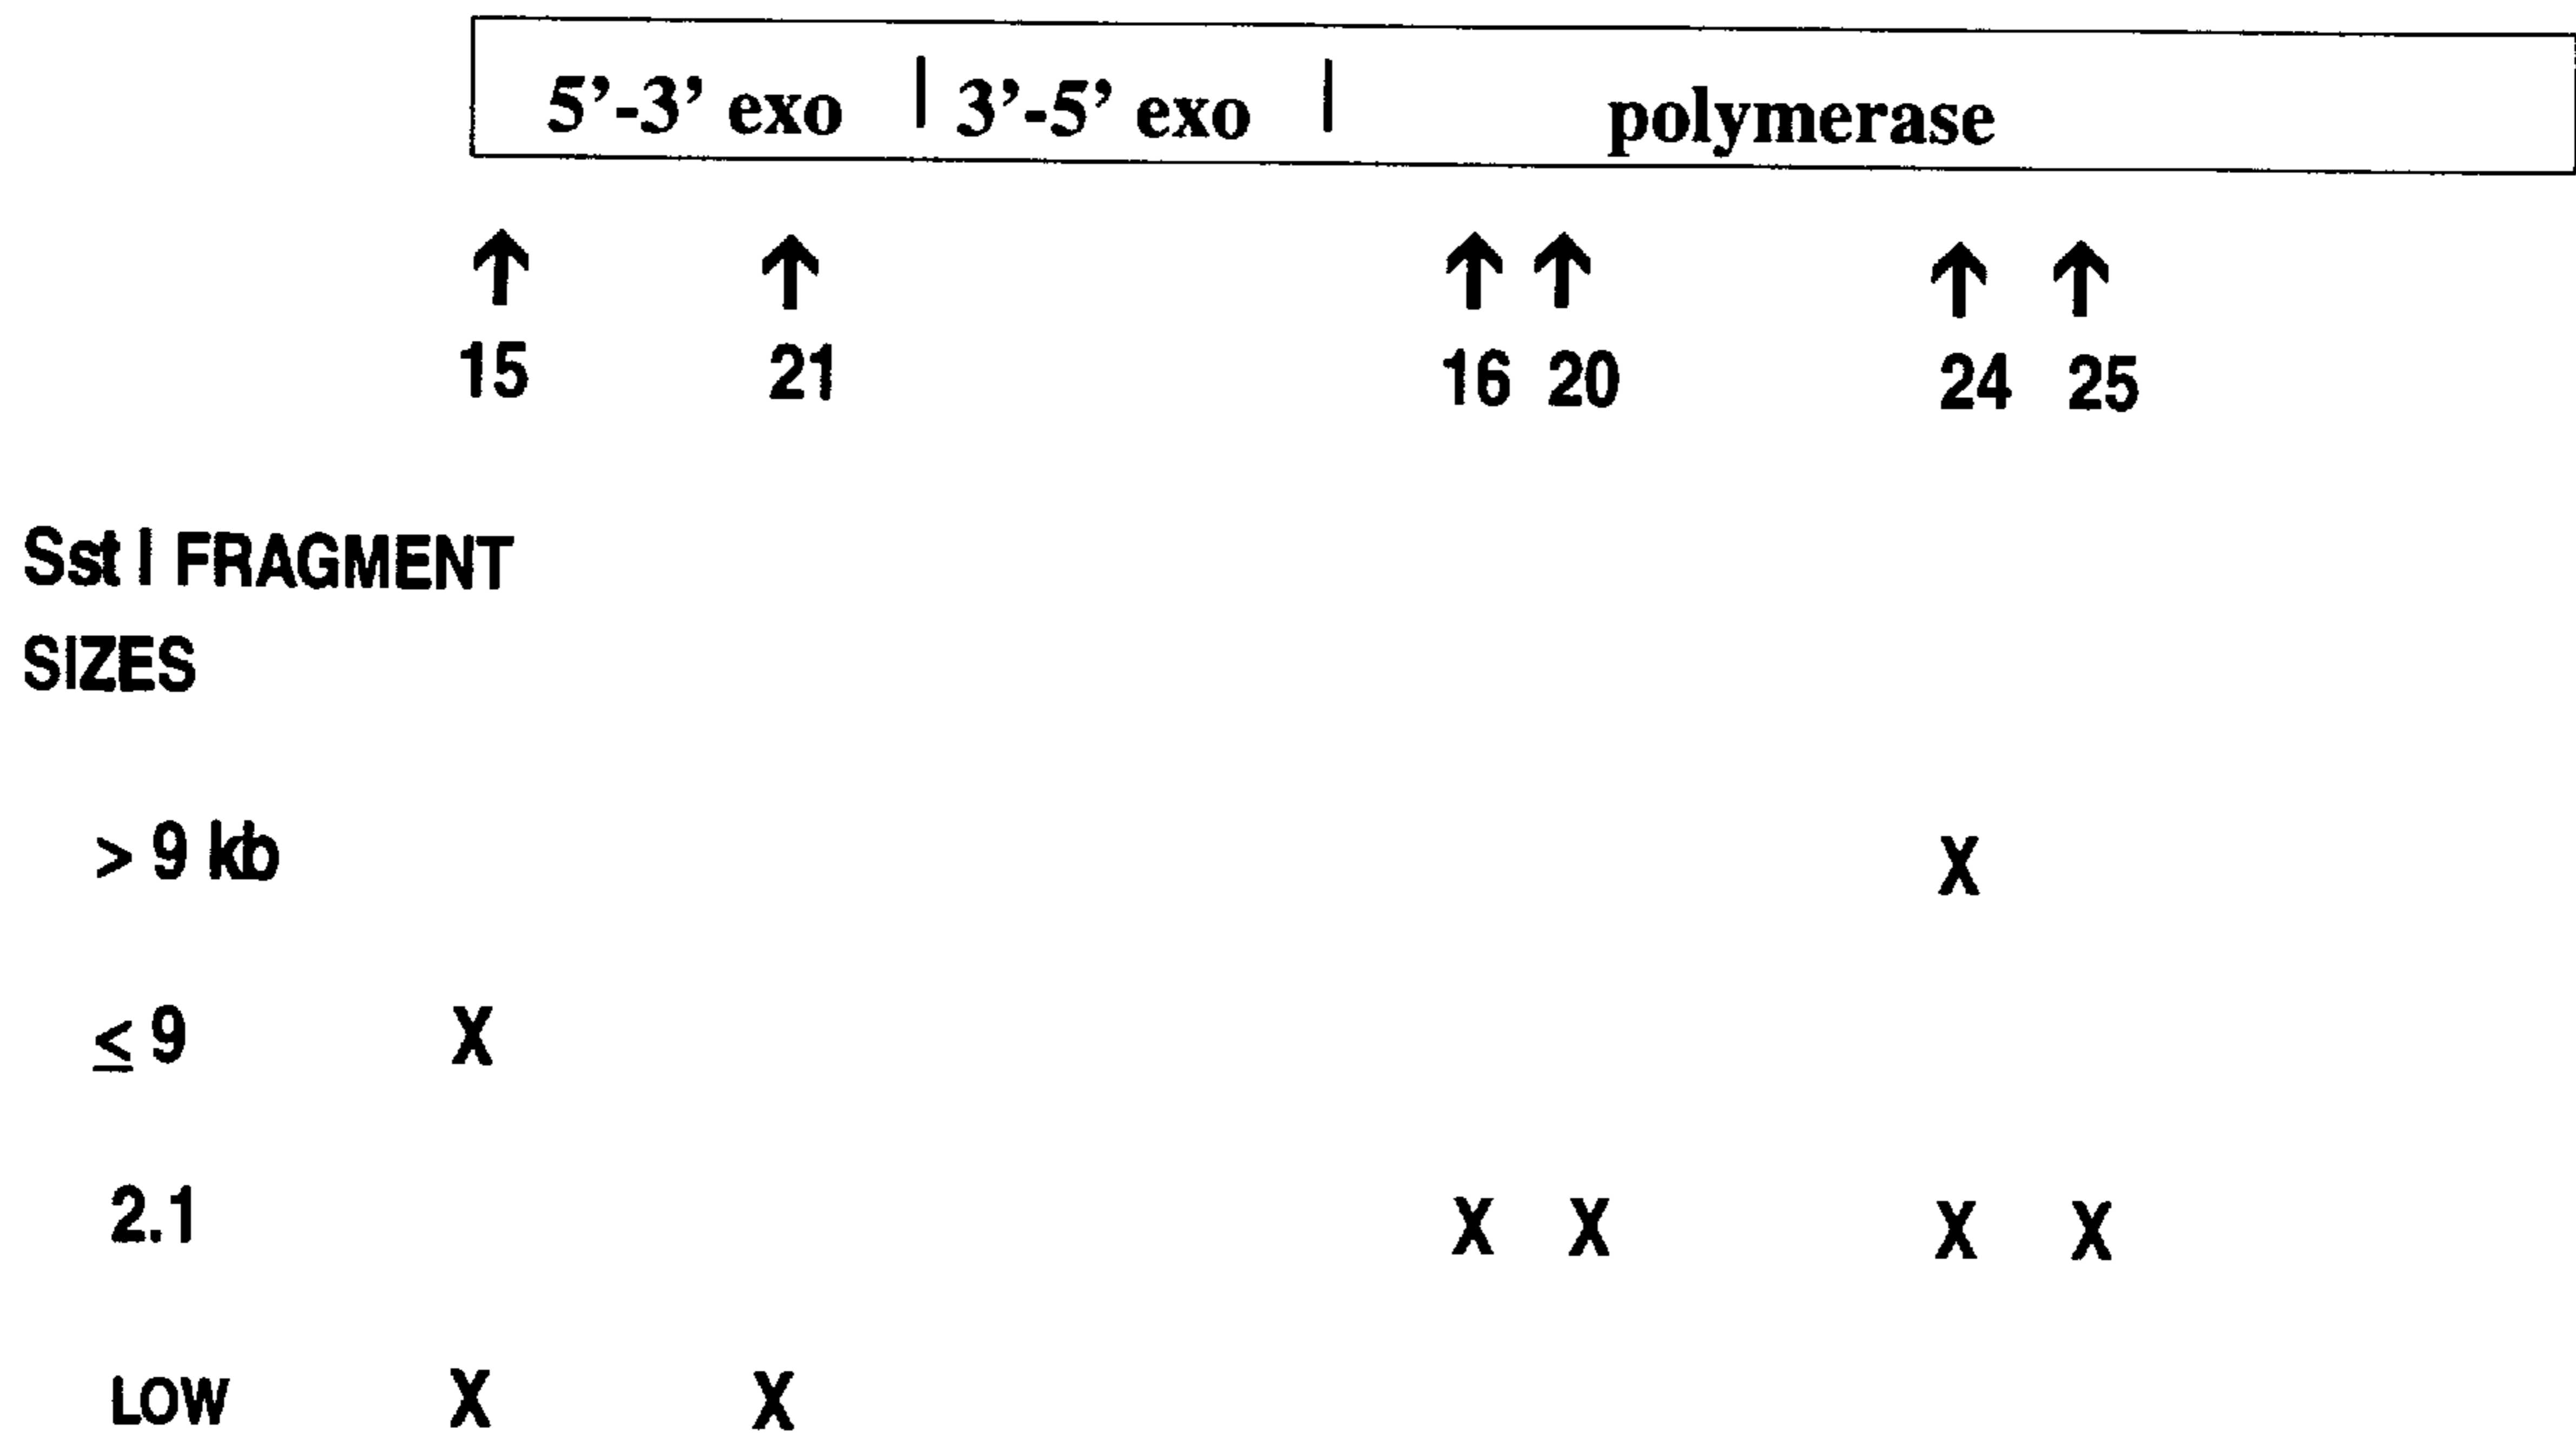 5’-3’ exo | 3’-5’ exo | polymerase
↑ ↑ ↑ ↑ ↑ ↑
15 21 16 20 24 25
Sst I FRAGMENT
SIZES
> 9 kb X
≤ 9 X
2.1 X X X X
LOW X X